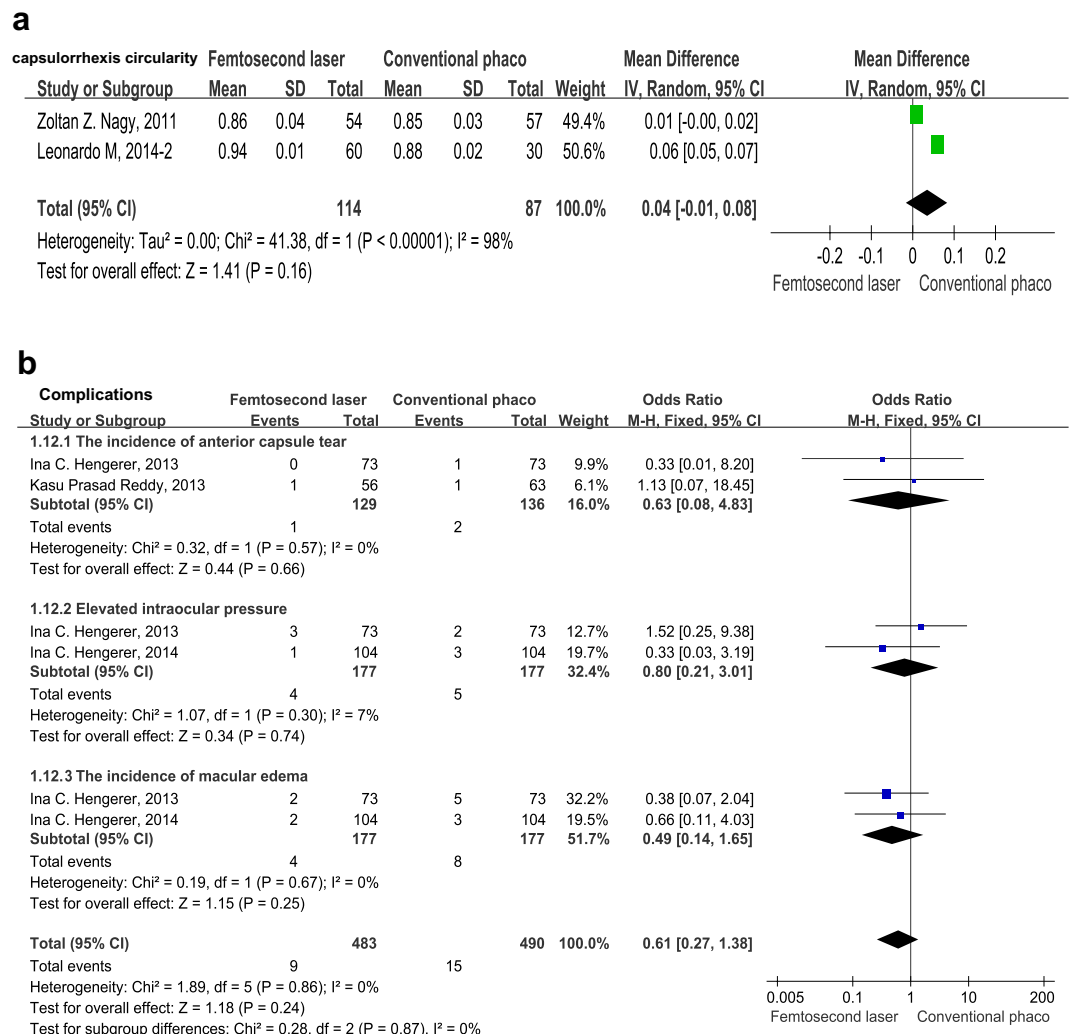 a
capsulorrhexis circularity Femtosecond laser Conventional phaco Mean Difference Mean Difference
Study or Subgroup Mean SD Total Mean SD Total Weight IV, Random, 95% CI IV, Random, 95% CI
Zoltan Z. Nagy, 2011 0.86 0.04 54 0.85 0.03 57 49.4% 0.01 [-0.00, 0.02]
Leonardo M, 2014-2 0.94 0.01 60 0.88 0.02 30 50.6% 0.06 [0.05, 0.07]
Total (95% CI) 114 87 100.0% 0.04 [-0.01, 0.08]
Heterogeneity: Tau² = 0.00; Chi² = 41.38, df = 1 (P < 0.00001); I² = 98%
Test for overall effect: Z = 1.41 (P = 0.16)
-0.2 -0.1 0 0.1 0.2
Femtosecond laser Conventional phaco
b
Complications Femtosecond laser Conventional phaco Odds Ratio Odds Ratio
Study or Subgroup Events Total Events Total Weight M-H, Fixed, 95% CI M-H, Fixed, 95% CI
1.12.1 The incidence of anterior capsule tear
Ina C. Hengerer, 2013 0 73 1 73 9.9% 0.33 [0.01, 8.20]
Kasu Prasad Reddy, 2013 1 56 1 63 6.1% 1.13 [0.07, 18.45]
Subtotal (95% CI) 129 136 16.0% 0.63 [0.08, 4.83]
Total events 1 2
Heterogeneity: Chi² = 0.32, df = 1 (P = 0.57); I² = 0%
Test for overall effect: Z = 0.44 (P = 0.66)
1.12.2 Elevated intraocular pressure
Ina C. Hengerer, 2013 3 73 2 73 12.7% 1.52 [0.25, 9.38]
Ina C. Hengerer, 2014 1 104 3 104 19.7% 0.33 [0.03, 3.19]
Subtotal (95% CI) 177 177 32.4% 0.80 [0.21, 3.01]
Total events 4 5
Heterogeneity: Chi² = 1.07, df = 1 (P = 0.30); I² = 7%
Test for overall effect: Z = 0.34 (P = 0.74)
1.12.3 The incidence of macular edema
Ina C. Hengerer, 2013 2 73 5 73 32.2% 0.38 [0.07, 2.04]
Ina C. Hengerer, 2014 2 104 3 104 19.5% 0.66 [0.11, 4.03]
Subtotal (95% CI) 177 177 51.7% 0.49 [0.14, 1.65]
Total events 4 8
Heterogeneity: Chi² = 0.19, df = 1 (P = 0.67); I² = 0%
Test for overall effect: Z = 1.15 (P = 0.25)
Total (95% CI) 483 490 100.0% 0.61 [0.27, 1.38]
Total events 9 15
Heterogeneity: Chi² = 1.89, df = 5 (P = 0.86); I² = 0%
Test for overall effect: Z = 1.18 (P = 0.24)
Test for subgroup differences: Chi² = 0.28, df = 2 (P = 0.87), I² = 0%
0.005 0.1 1 10 200
Femtosecond laser Conventional phaco